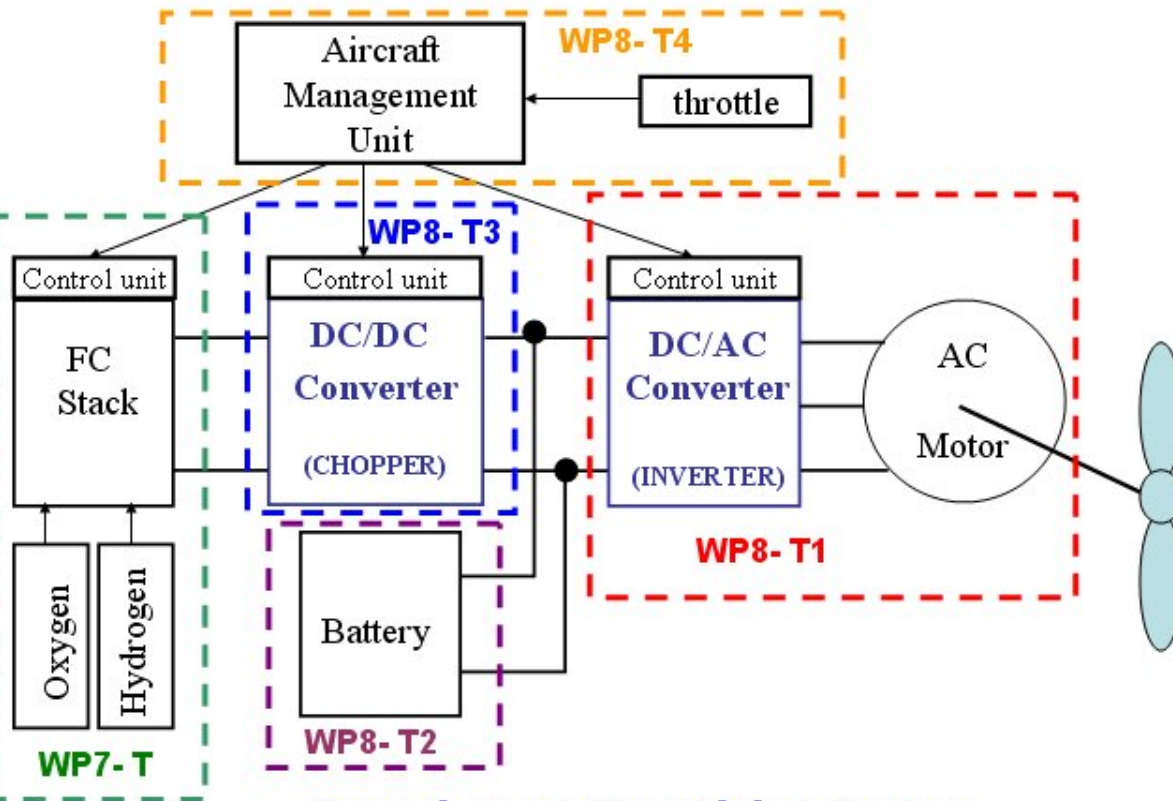 Aircraft
Management
Unit
WP8- T4
throttle
WP8- T3
Control unit
Control unit
Control unit
FC
Stack
DC/DC
Converter
(CHOPPER)
DC/AC
Converter
(INVERTER)
AC
Motor
WP8- T1
Battery
Oxygen
Hydrogen
WP8- T2
WP7- T